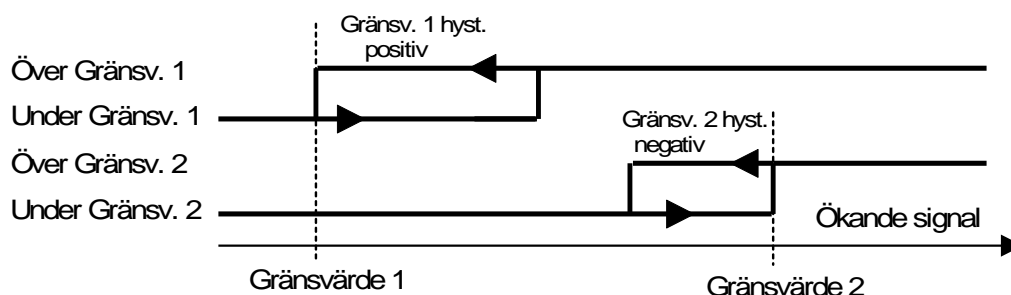 Gränsv. 1 hyst.
positiv
Över Gränsv. 1
Under Gränsv. 1
Gränsv. 2 hyst.
negativ
Över Gränsv. 2
Under Gränsv. 2
Ökande signal
Gränsvärde 1
Gränsvärde 2